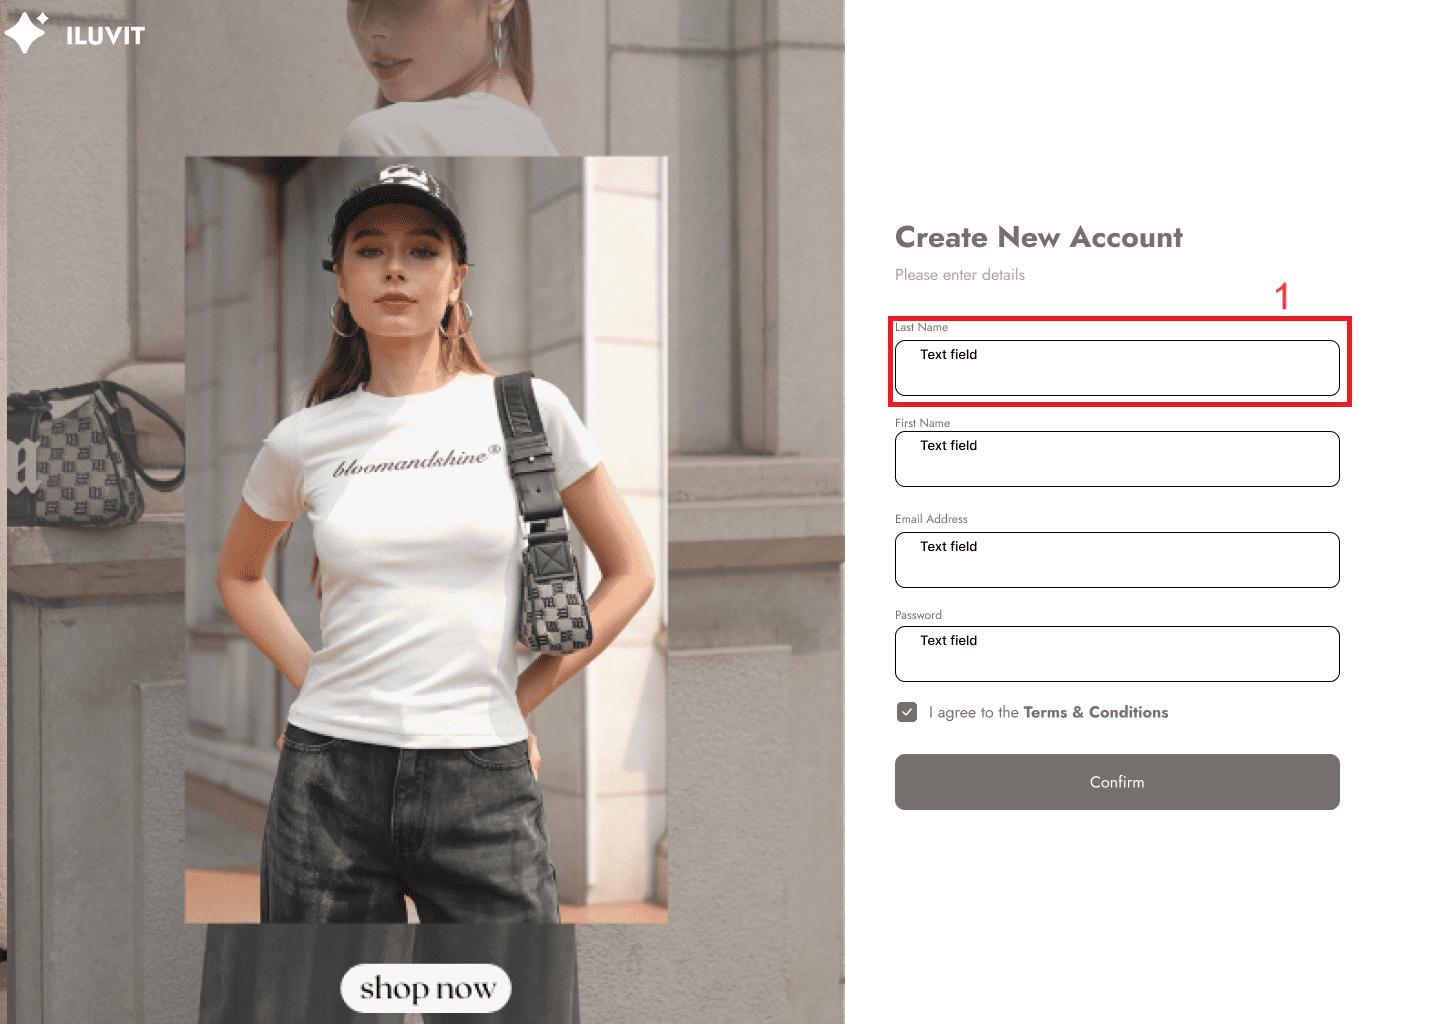 ILUVIT
bloomandshine®
shop now
Create New Account
Please enter details
1
Last Name
Text field
First Name
Text field
Email Address
Text field
Password
Text field
I agree to the Terms & Conditions
Confirm